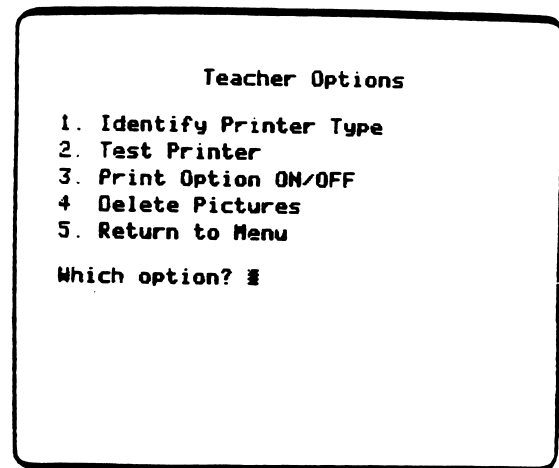 Teacher Options
1. Identify Printer Type
2. Test Printer
3. Print Option ON/OFF
4 Delete Pictures
5. Return to Menu
Which option?